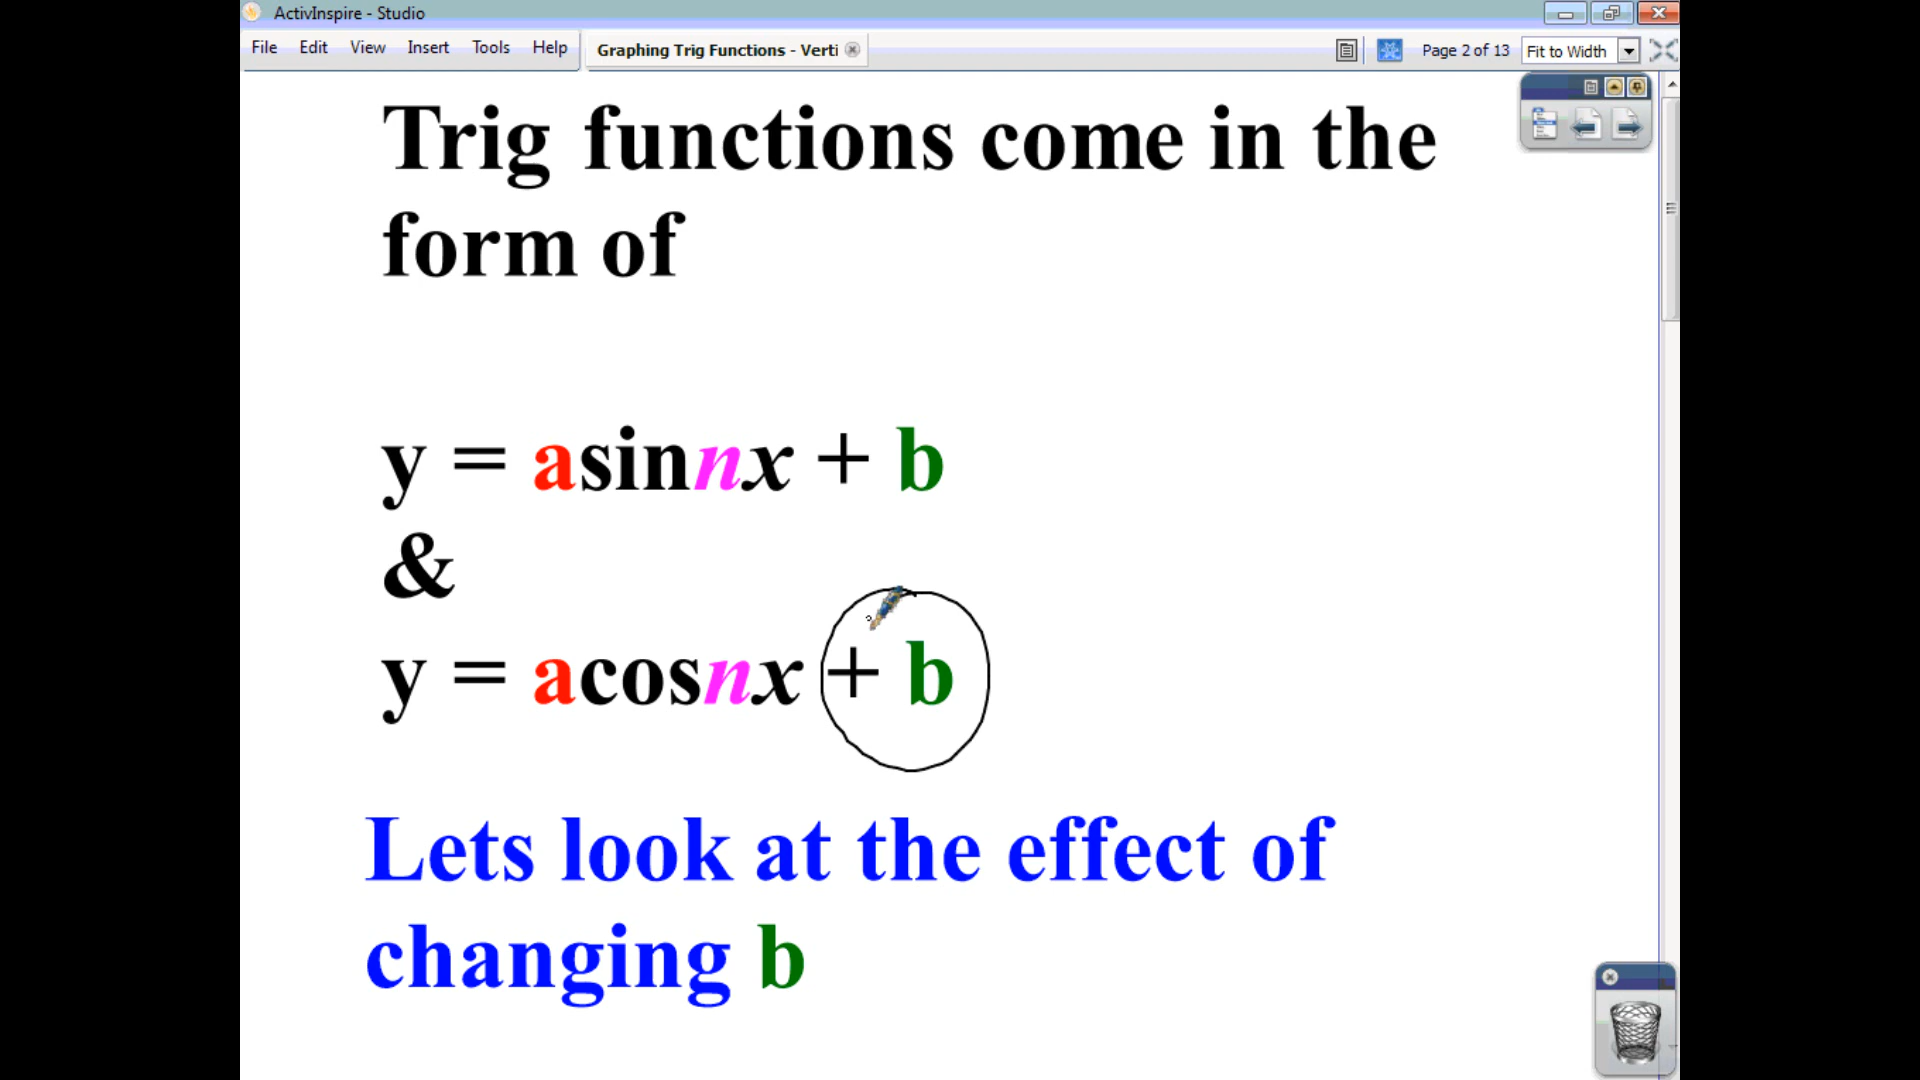 ActivInspire - Studio
File Edit View Insert Tools Help
Graphing Trig Functions - Verti
Page 2 of 13
Fit to Width
Trig functions come in the
form of
y = asinnx + b
&
y = acosnx + b
Lets look at the effect of
changing b